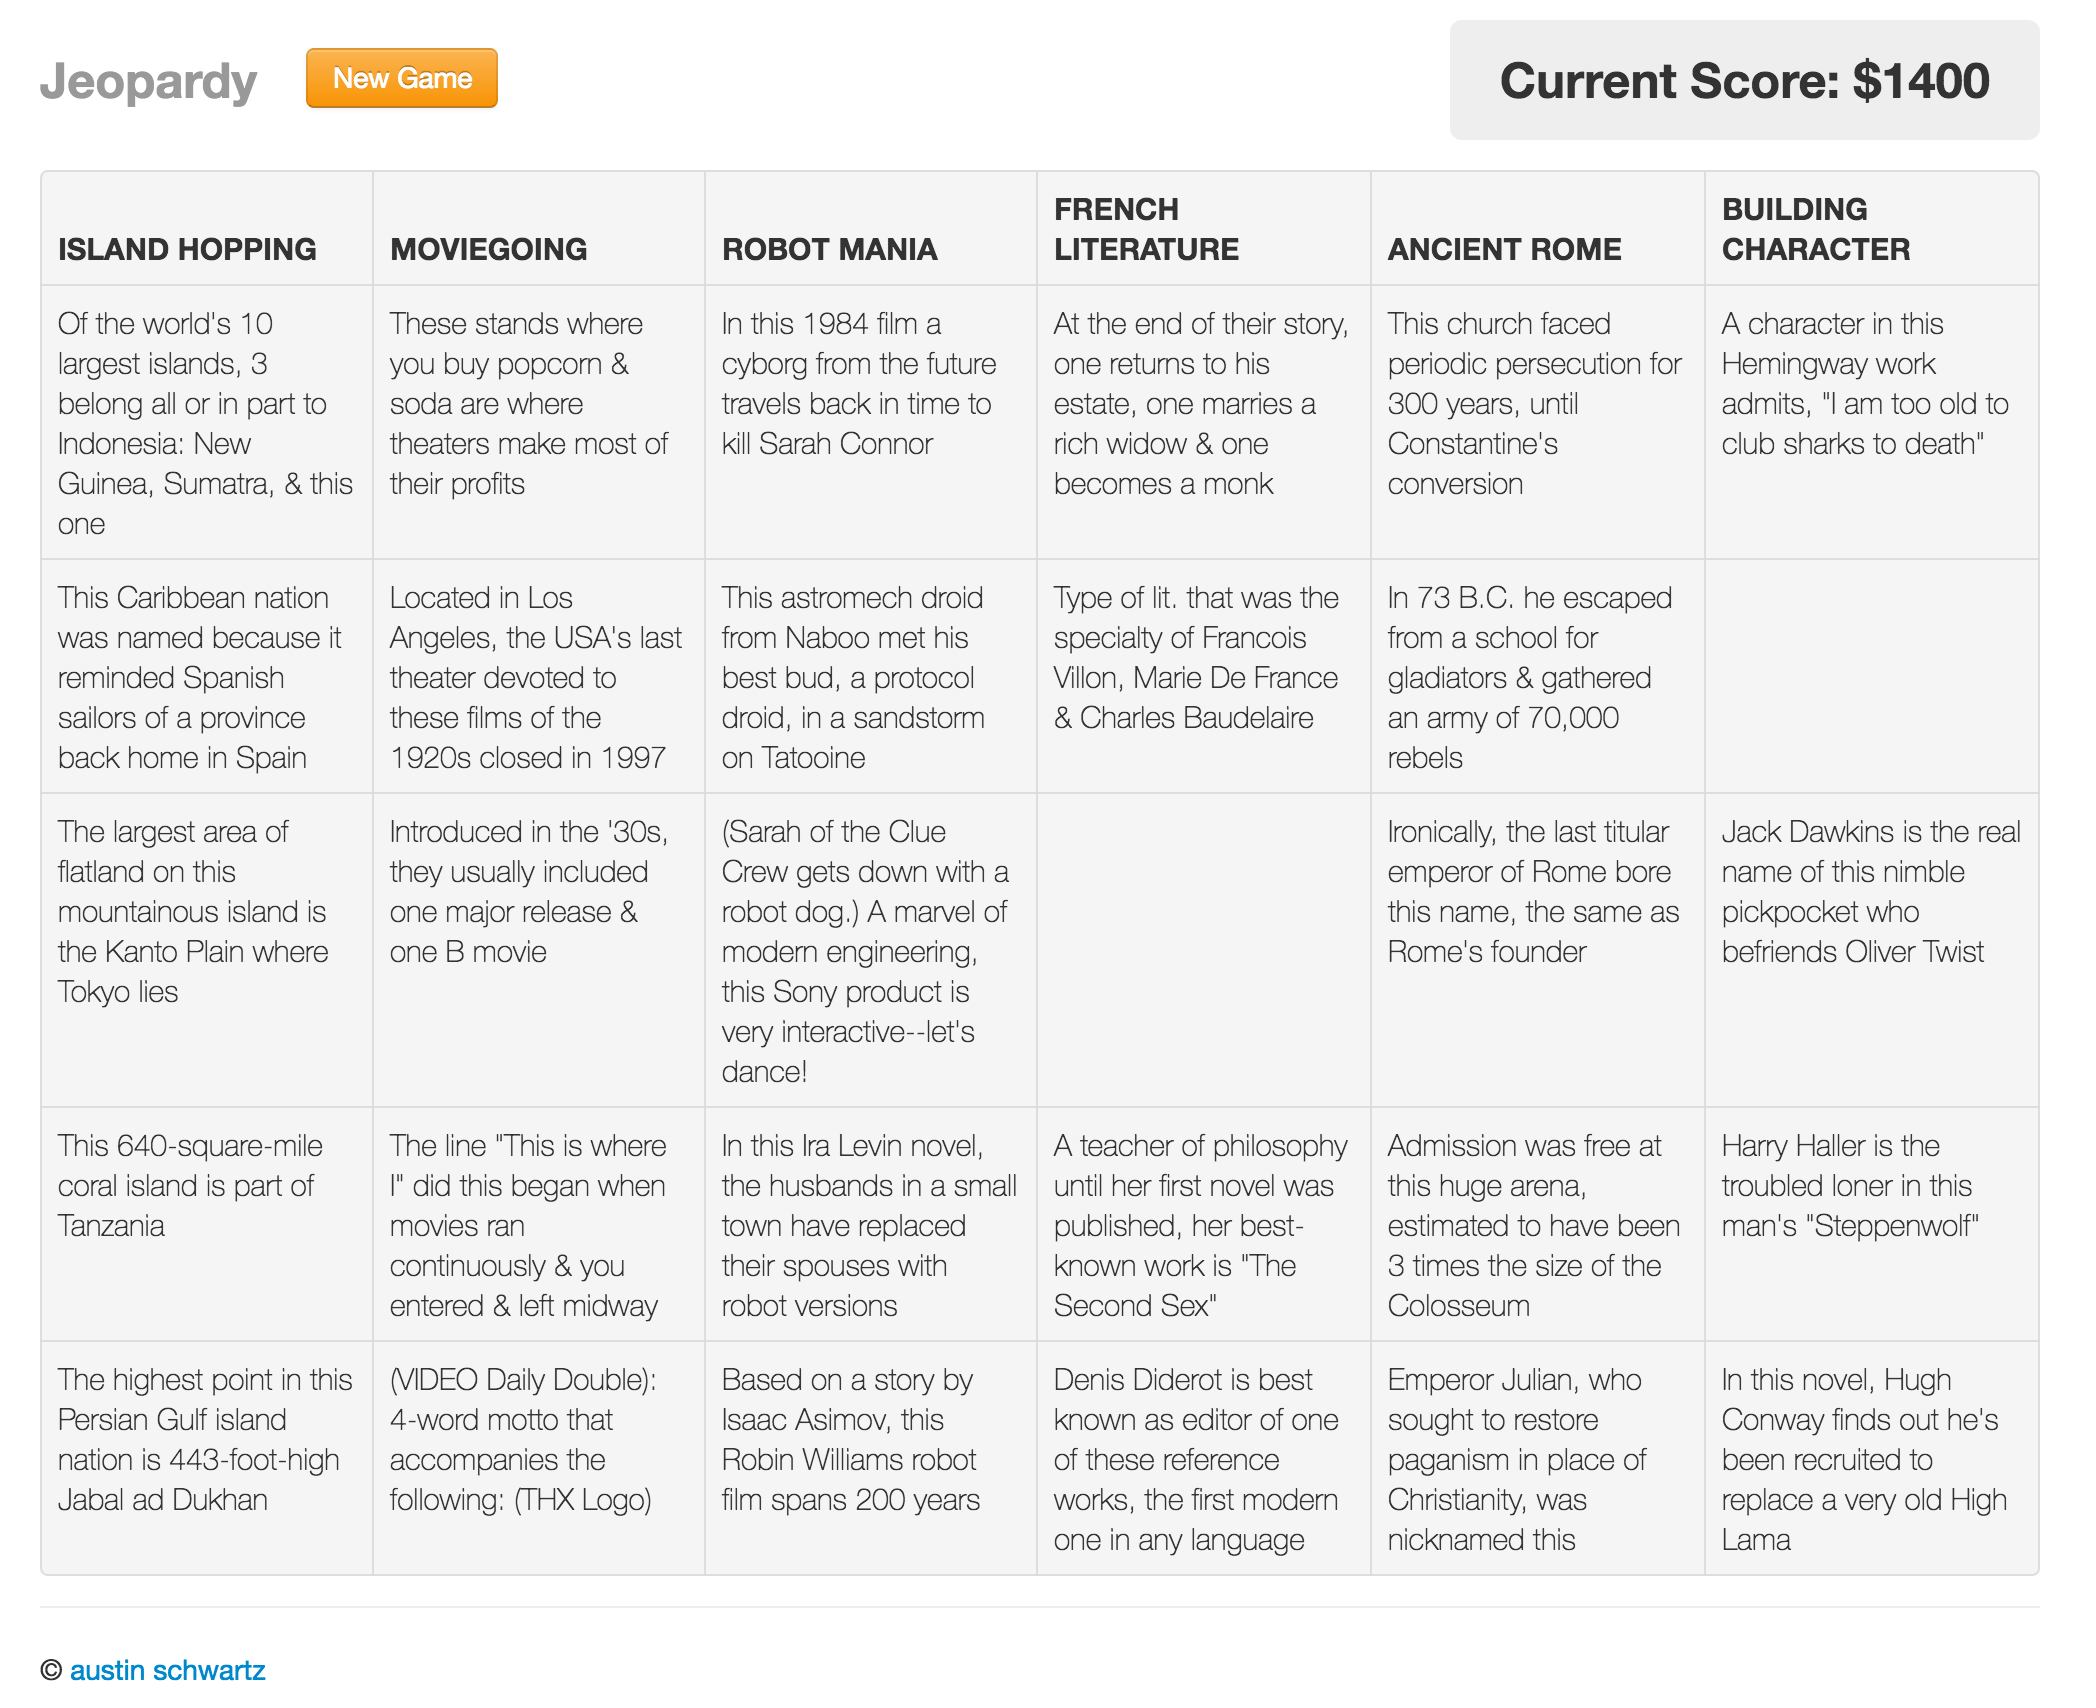 Jeopardy
New Game
Current Score: $1400
ISLAND HOPPING
MOVIEGOING
ROBOT MANIA
FRENCH
LITERATURE
ANCIENT ROME
BUILDING
CHARACTER
Of the world's 10
largest islands, 3
belong all or in part to
Indonesia: New
Guinea, Sumatra, & this
one
These stands where
you buy popcorn &
soda are where
theaters make most of
their profits
In this 1984 film a
cyborg from the future
travels back in time to
kill Sarah Connor
At the end of their story,
one returns to his
estate, one marries a
rich widow & one
becomes a monk
This church faced
periodic persecution for
300 years, until
Constantine's
conversion
A character in this
Hemingway work
admits, "I am too old to
club sharks to death"
This Caribbean nation
was named because it
reminded Spanish
sailors of a province
back home in Spain
Located in Los
Angeles, the USA's last
theater devoted to
these films of the
1920s closed in 1997
This astromech droid
from Naboo met his
best bud, a protocol
droid, in a sandstorm
on Tatooine
Type of lit. that was the
specialty of Francois
Villon, Marie De France
& Charles Baudelaire
In 73 B.C. he escaped
from a school for
gladiators & gathered
an army of 70,000
rebels
The largest area of
flatland on this
mountainous island is
the Kanto Plain where
Tokyo lies
Introduced in the '30s,
they usually included
one major release &
one B movie
(Sarah of the Clue
Crew gets down with a
robot dog.) A marvel of
modern engineering,
this Sony product is
very interactive--let's
dance!
Ironically, the last titular
emperor of Rome bore
this name, the same as
Rome's founder
Jack Dawkins is the real
name of this nimble
pickpocket who
befriends Oliver Twist
This 640-square-mile
coral island is part of
Tanzania
The line "This is where
I" did this began when
movies ran
continuously & you
entered & left midway
In this Ira Levin novel,
the husbands in a small
town have replaced
their spouses with
robot versions
A teacher of philosophy
until her first novel was
published, her best-
known work is "The
Second Sex"
Admission was free at
this huge arena,
estimated to have been
3 times the size of the
Colosseum
Harry Haller is the
troubled loner in this
man's "Steppenwolf"
The highest point in this
Persian Gulf island
nation is 443-foot-high
Jabal ad Dukhan
(VIDEO Daily Double):
4-word motto that
accompanies the
following: (THX Logo)
Based on a story by
Isaac Asimov, this
Robin Williams robot
film spans 200 years
Denis Diderot is best
known as editor of one
of these reference
works, the first modern
one in any language
Emperor Julian, who
sought to restore
paganism in place of
Christianity, was
nicknamed this
In this novel, Hugh
Conway finds out he's
been recruited to
replace a very old High
Lama
© austin schwartz